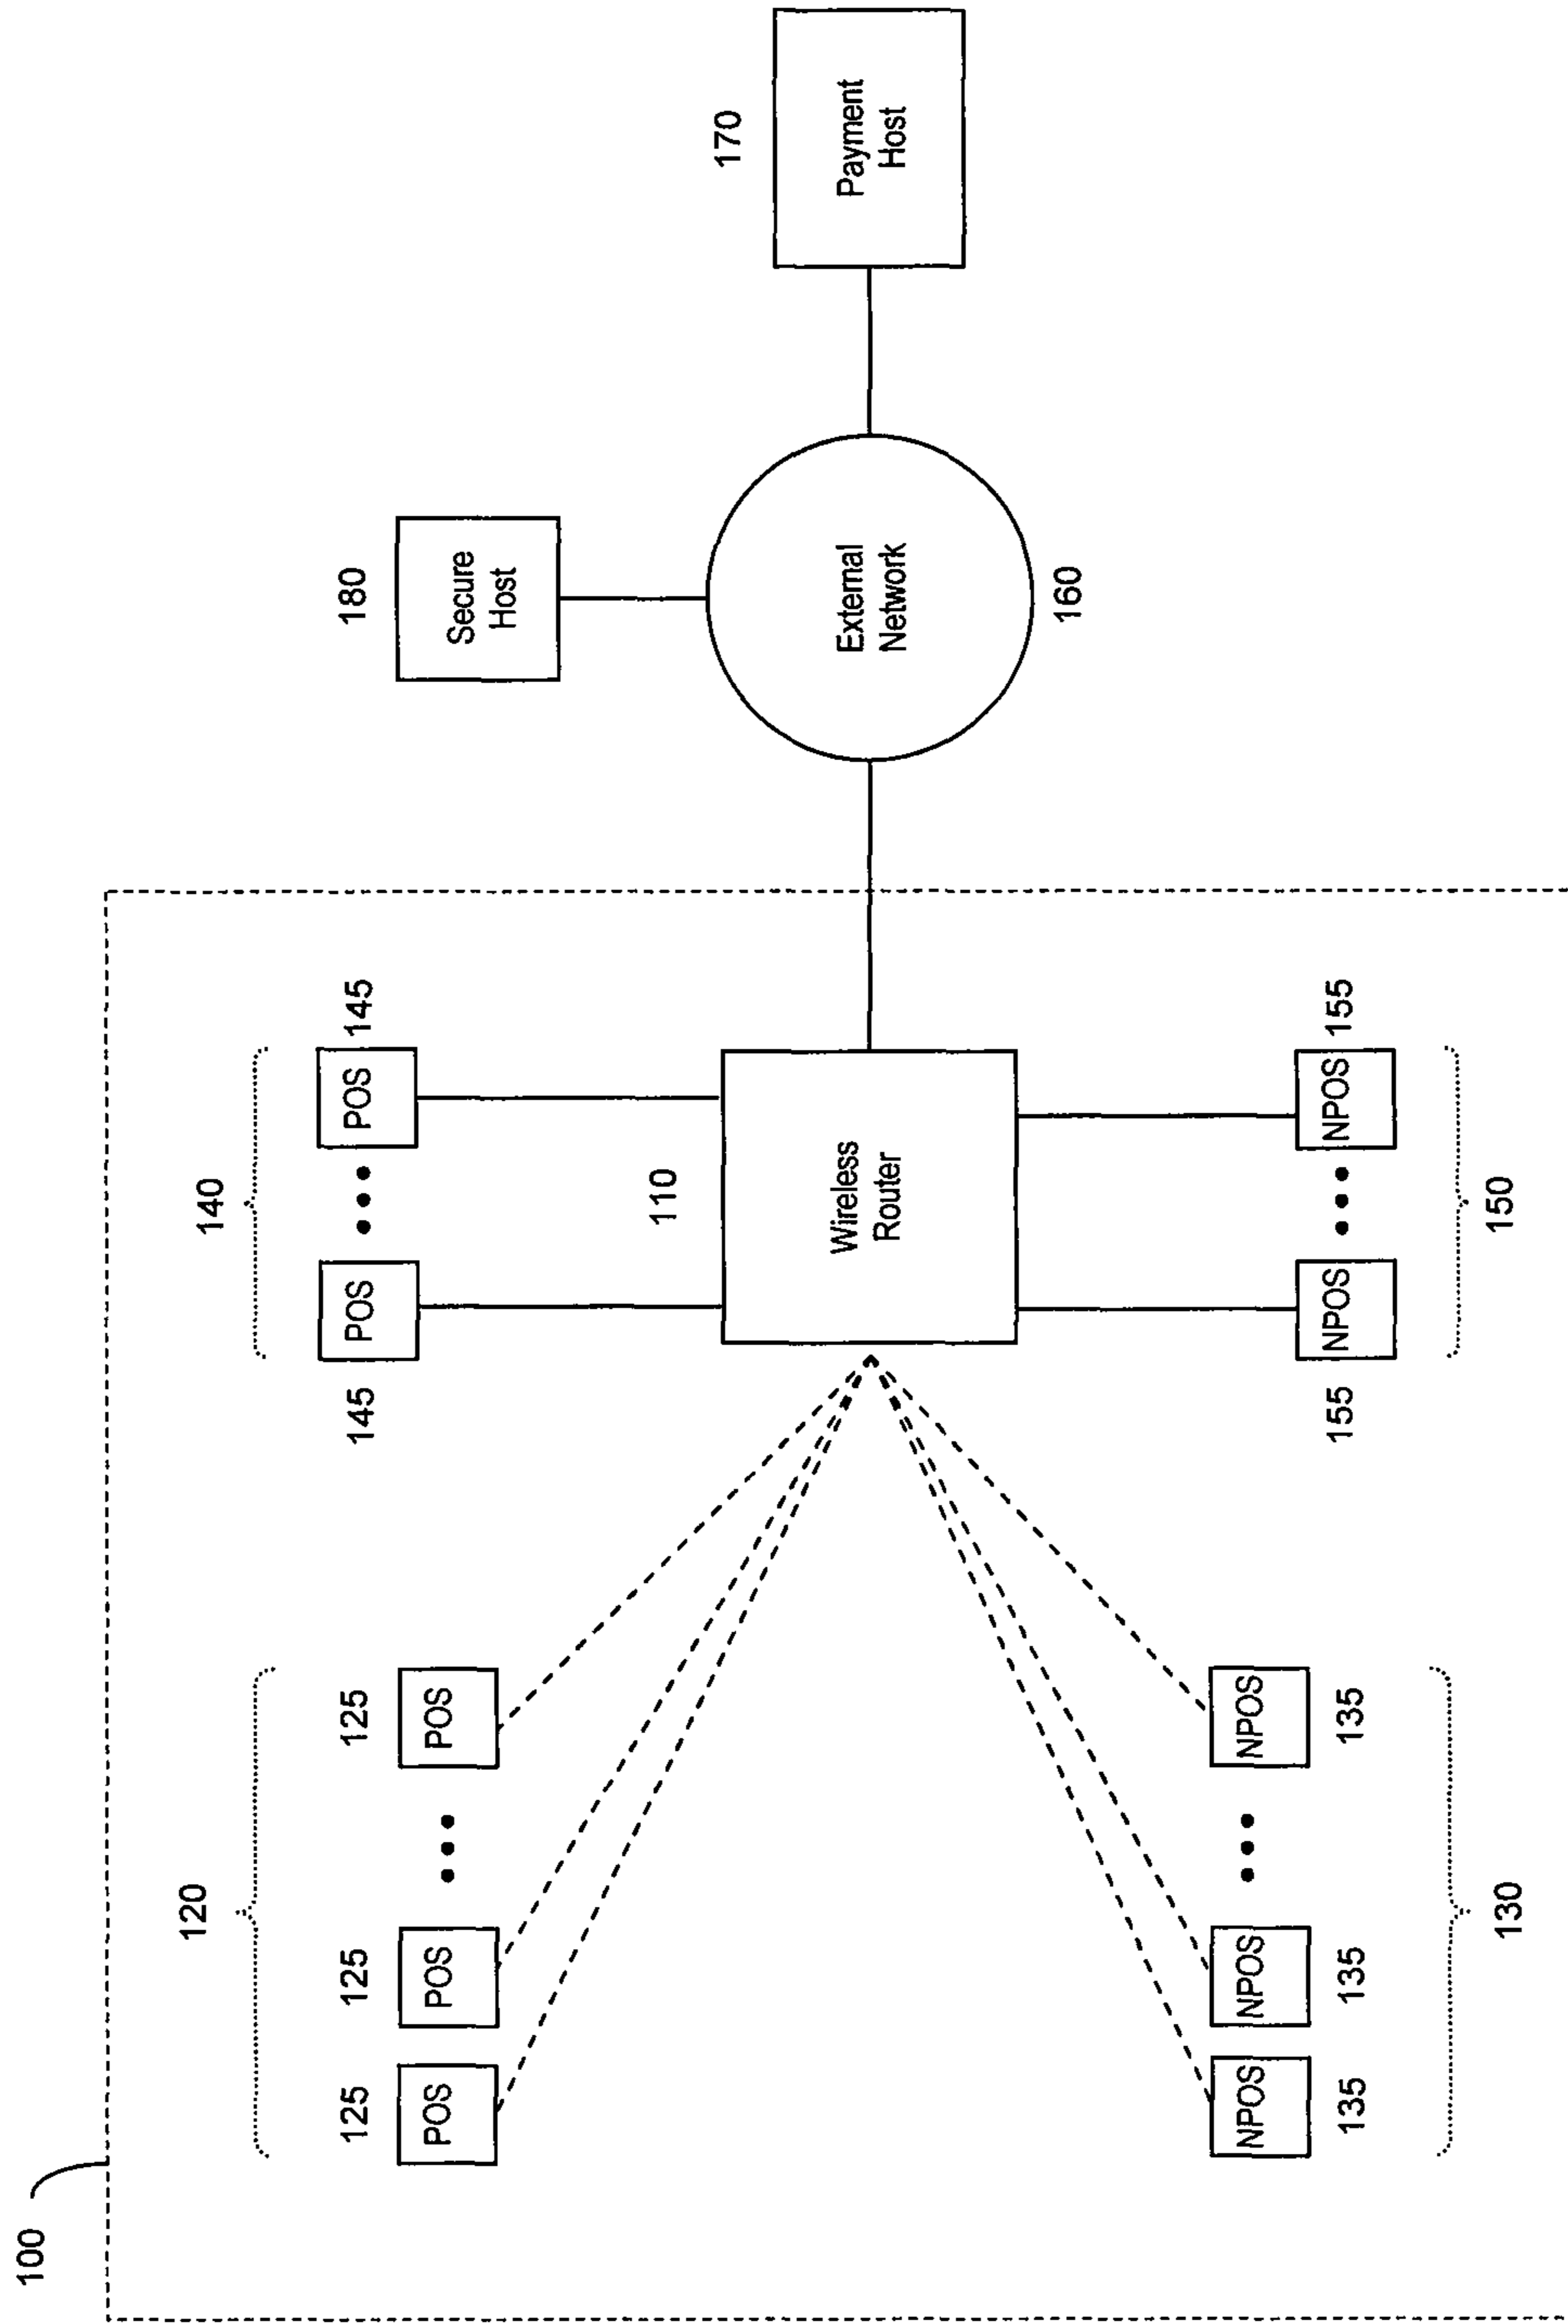 100
120
140
125
125
125
145
POS
POS
145
180
POS
POS
POS
Secure
Host
110
170
Wireless
Router
External
Network
Payment
Host
160
NPOS
NPOS
NPOS
155
NPOS
NPOS
155
135
135
135
130
150